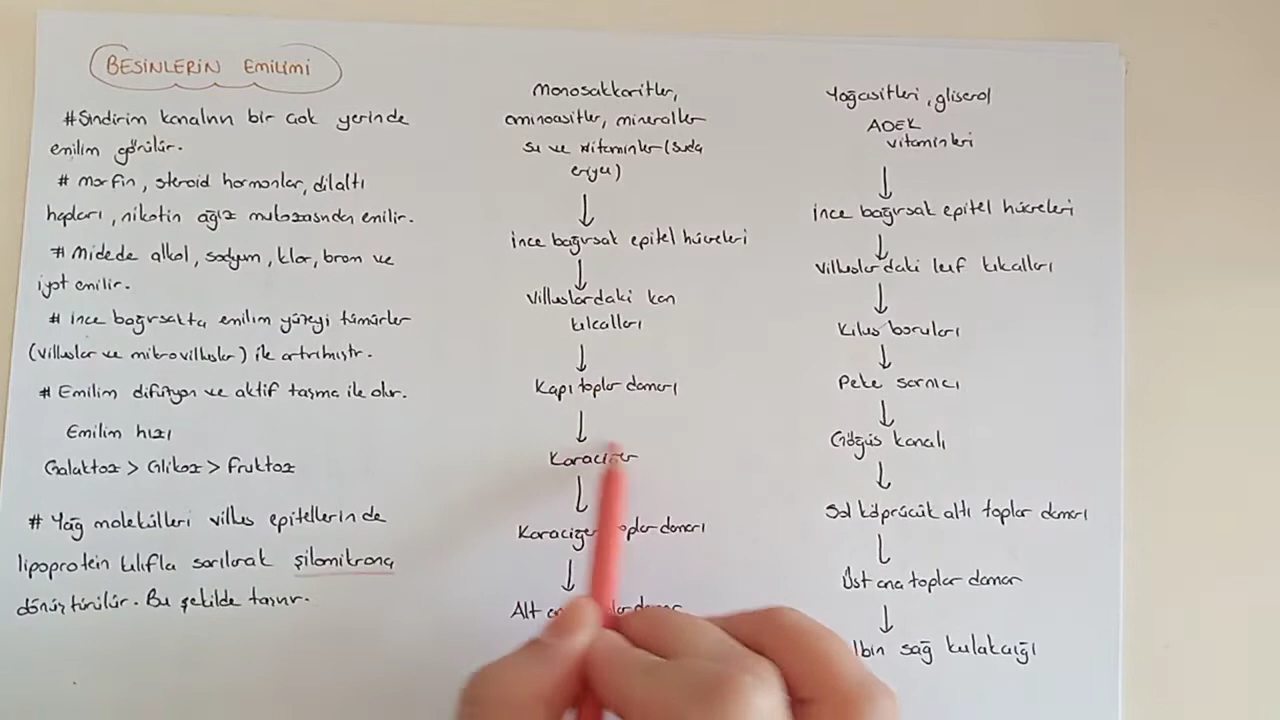 BESİNLERİN EMİLİMİ
#Sindirim kanalının bir çok yerinde
emilim görülür.
# Morfin, steroid hormonlar, dilaltı
hapları, nikotin ağız mukozasında emilir.
# Midede alkol, sodyum, klor, brom ve
iyot emilir.
# İnce bağırsakta emilim yüzeyi tümürler
(villuslar ve mikrovilluslar) ile artırılmıştır.
# Emilim difüzyon ve aktif taşıma ile olur.
Emilim hızı
Galaktoz > Glikoz > Fruktoz
# Yağ molekülleri villus epitellerinde
lipoprotein kılıfla sarılarak şilomikrona
dönüştürülür. Bu şekilde taşınır.
Monosakkaritler,
aminoasitler, mineraller
su ve vitaminler (suda
eriyen)
↓
İnce bağırsak epitel hücreleri
↓
Villuslardaki kan
kılcalları
↓
Kapı toplar damarı
↓
Karaciğer
↓
Karaciğer toplar damarı
↓
Alt
Yağasitleri, gliserol
ADEK
vitaminleri
↓
İnce bağırsak epitel hücreleri
↓
Villuslardaki lenf kılcalları
↓
Kilus boruları
↓
Peke sarnıcı
↓
Göğüs kanalı
↓
Sol köprücük altı toplar damarı
↓
Üst ana toplar damar
↓
sağ kulakçığı